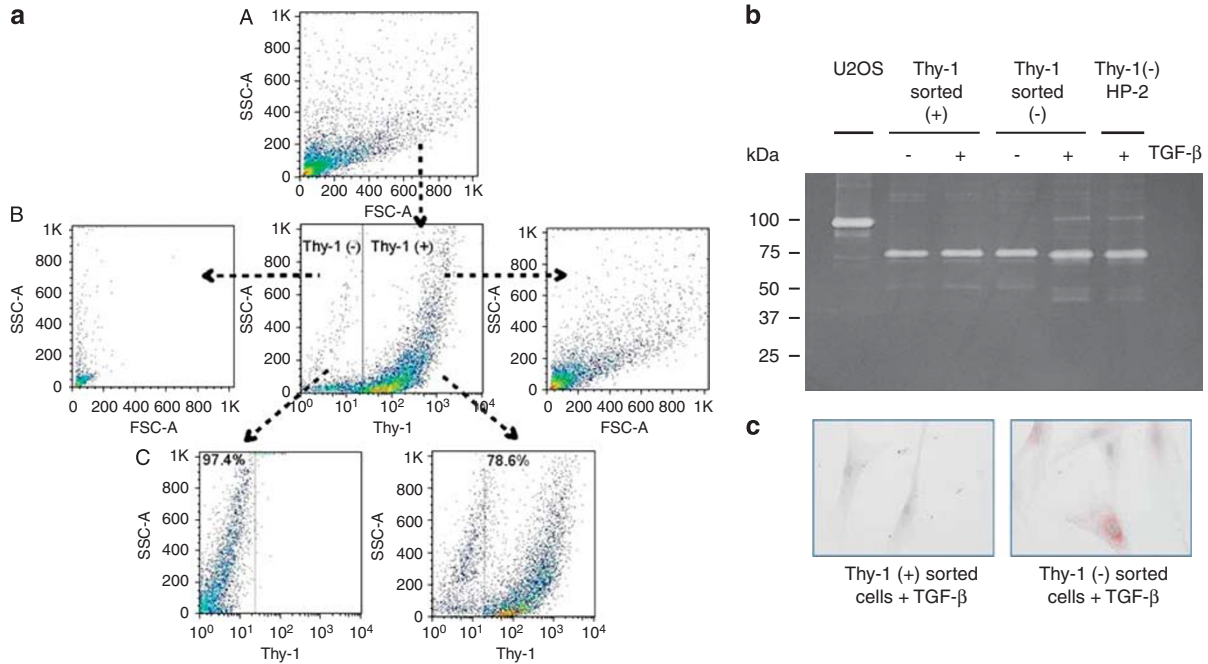 a
A
1K
800
600
400
200
0
SSC-A
0 200 400 600 800 1K
FSC-A
B
1K
800
600
400
200
0
SSC-A
0 200 400 600 800 1K
FSC-A
Thy-1 (-) Thy-1 (+)
1K
800
600
400
200
0
SSC-A
10⁰ 10¹ 10² 10³ 10⁴
Thy-1
1K
800
600
400
200
0
SSC-A
0 200 400 600 800 1K
FSC-A
C
97.4%
1K
800
600
400
200
0
SSC-A
10⁰ 10¹ 10² 10³ 10⁴
Thy-1
78.6%
1K
800
600
400
200
0
SSC-A
10⁰ 10¹ 10² 10³ 10⁴
Thy-1
b
U2OS
Thy-1
sorted
(+)
Thy-1
sorted
(-)
Thy-1(-)
HP-2
kDa - + - + + TGF-β
100
75
50
37
25
c
Thy-1 (+) sorted
cells + TGF-β
Thy-1 (-) sorted
cells + TGF-β